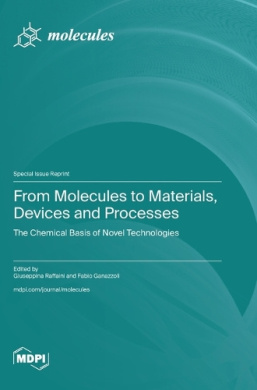 molecules
Special Issue Reprint
From Molecules to Materials,
Devices and Processes
The Chemical Basis of Novel Technologies
Edited by
Giuseppina Raffaini and Fabio Ganazzoli
mdpi.com/journal/molecules
MDPI